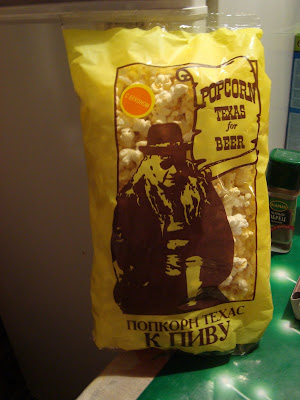 POPCORN
TEXAS
for
BEER
ПОПКОРН ТЕХАС
К ПИВУ